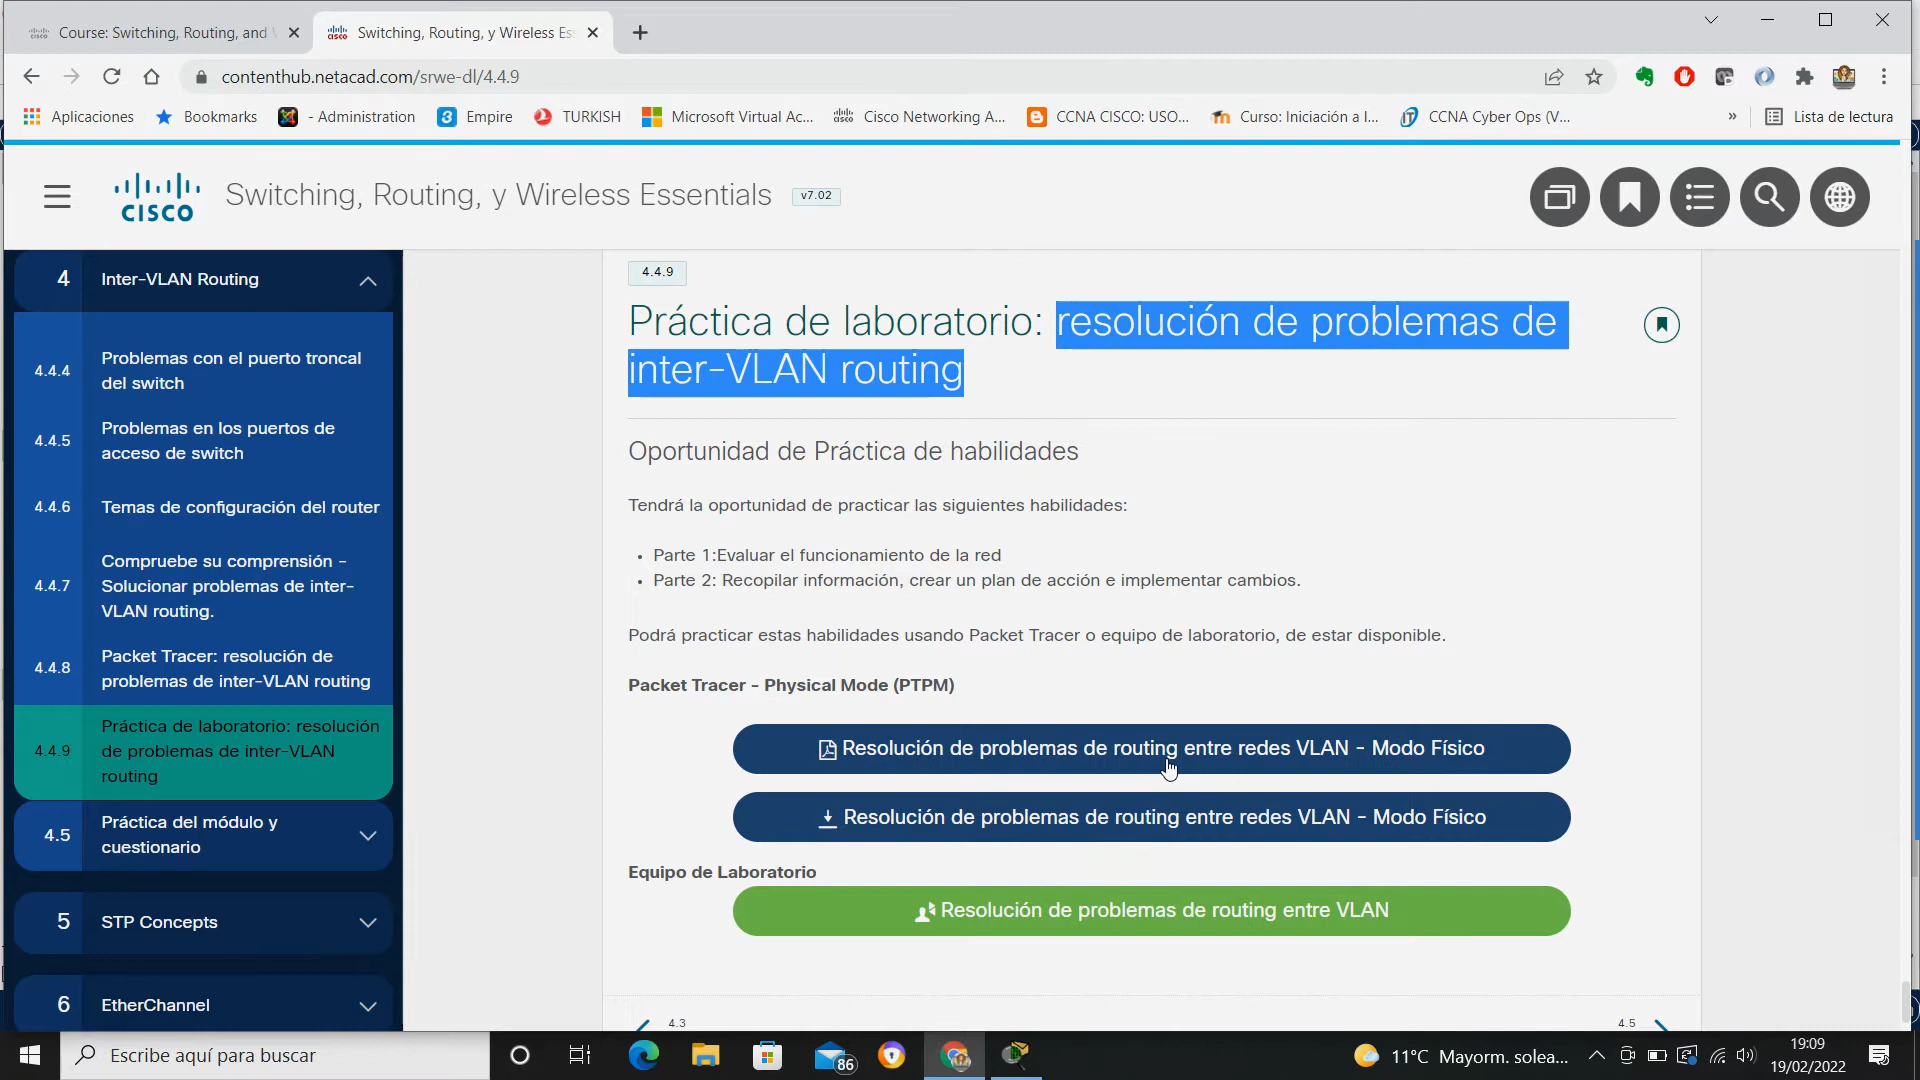 Course: Switching, Routing, and
Switching, Routing, y Wireless Es
contenthub.netacad.com/srwe-dl/4.4.9
Aplicaciones
Bookmarks
- Administration
Empire
TURKISH
Microsoft Virtual Ac...
Cisco Networking A...
CCNA CISCO: USO...
Curso: Iniciación a l...
CCNA Cyber Ops (V...
»
Lista de lectura
CISCO
Switching, Routing, y Wireless Essentials
v7.02
4 Inter-VLAN Routing
4.4.4 Problemas con el puerto troncal
del switch
4.4.5 Problemas en los puertos de
acceso de switch
4.4.6 Temas de configuración del router
4.4.7 Compruebe su comprensión -
Solucionar problemas de inter-
VLAN routing.
4.4.8 Packet Tracer: resolución de
problemas de inter-VLAN routing
4.4.9 Práctica de laboratorio: resolución
de problemas de inter-VLAN
routing
4.5 Práctica del módulo y
cuestionario
5 STP Concepts
6 EtherChannel
4.4.9
Práctica de laboratorio: resolución de problemas de
inter-VLAN routing
Oportunidad de Práctica de habilidades
Tendrá la oportunidad de practicar las siguientes habilidades:
• Parte 1:Evaluar el funcionamiento de la red
• Parte 2: Recopilar información, crear un plan de acción e implementar cambios.
Podrá practicar estas habilidades usando Packet Tracer o equipo de laboratorio, de estar disponible.
Packet Tracer - Physical Mode (PTPM)
Resolución de problemas de routing entre redes VLAN - Modo Físico
Resolución de problemas de routing entre redes VLAN - Modo Físico
Equipo de Laboratorio
Resolución de problemas de routing entre VLAN
4.3
4.5
Escribe aquí para buscar
86
11°C Mayorm. solea...
19:09
19/02/2022